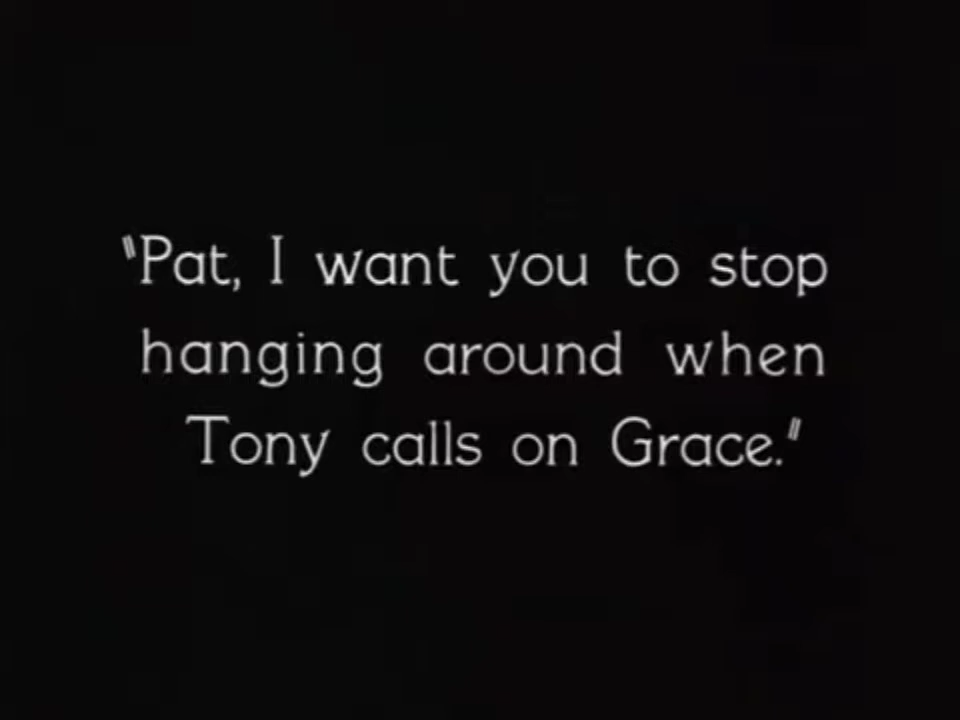 "Pat, I want you to stop
hanging around when
Tony calls on Grace."